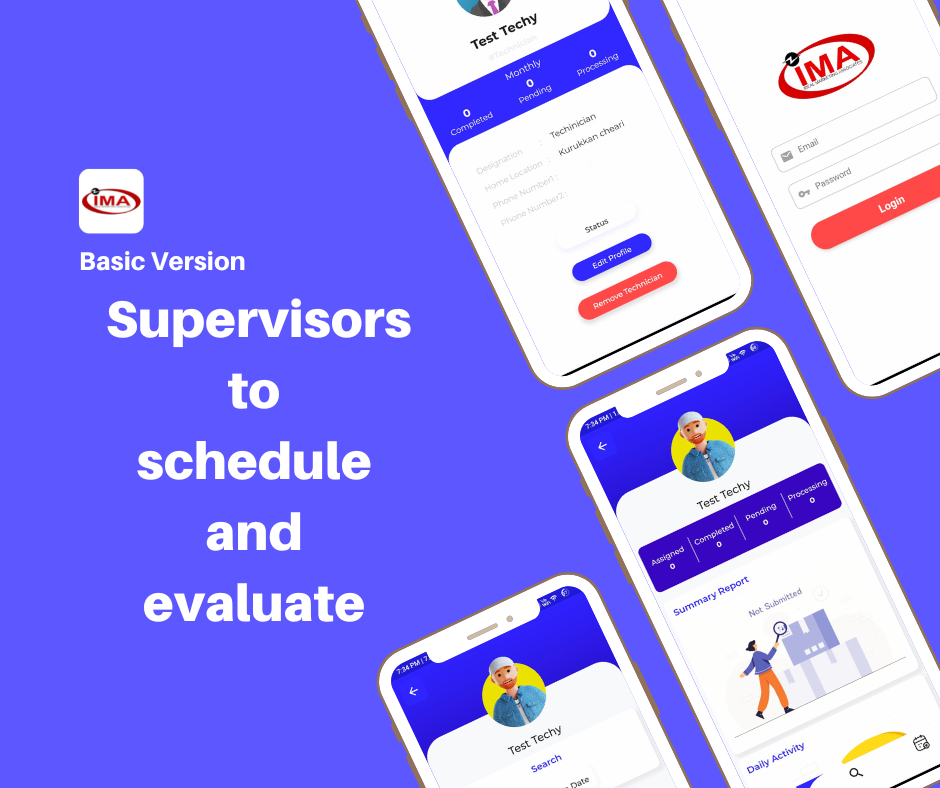 iMA
Basic Version
Supervisors
to
schedule
and
evaluate
Test Techy
#Technician
Monthly
0
Completed
0
Pending
0
Processing
Designation : Techinician
Home Location : Kurukkan cheari
Phone Number1 :
Phone Number2 :
Status
Edit Profile
Remove Technician
iMA
Email
Password
Login
7:34 PM | 1
Test Techy
Assigned
0
Completed
0
Pending
0
Processing
0
Summary Report
Not Submitted
Daily Activity
7:34 PM | 7
Test Techy
Search
Date